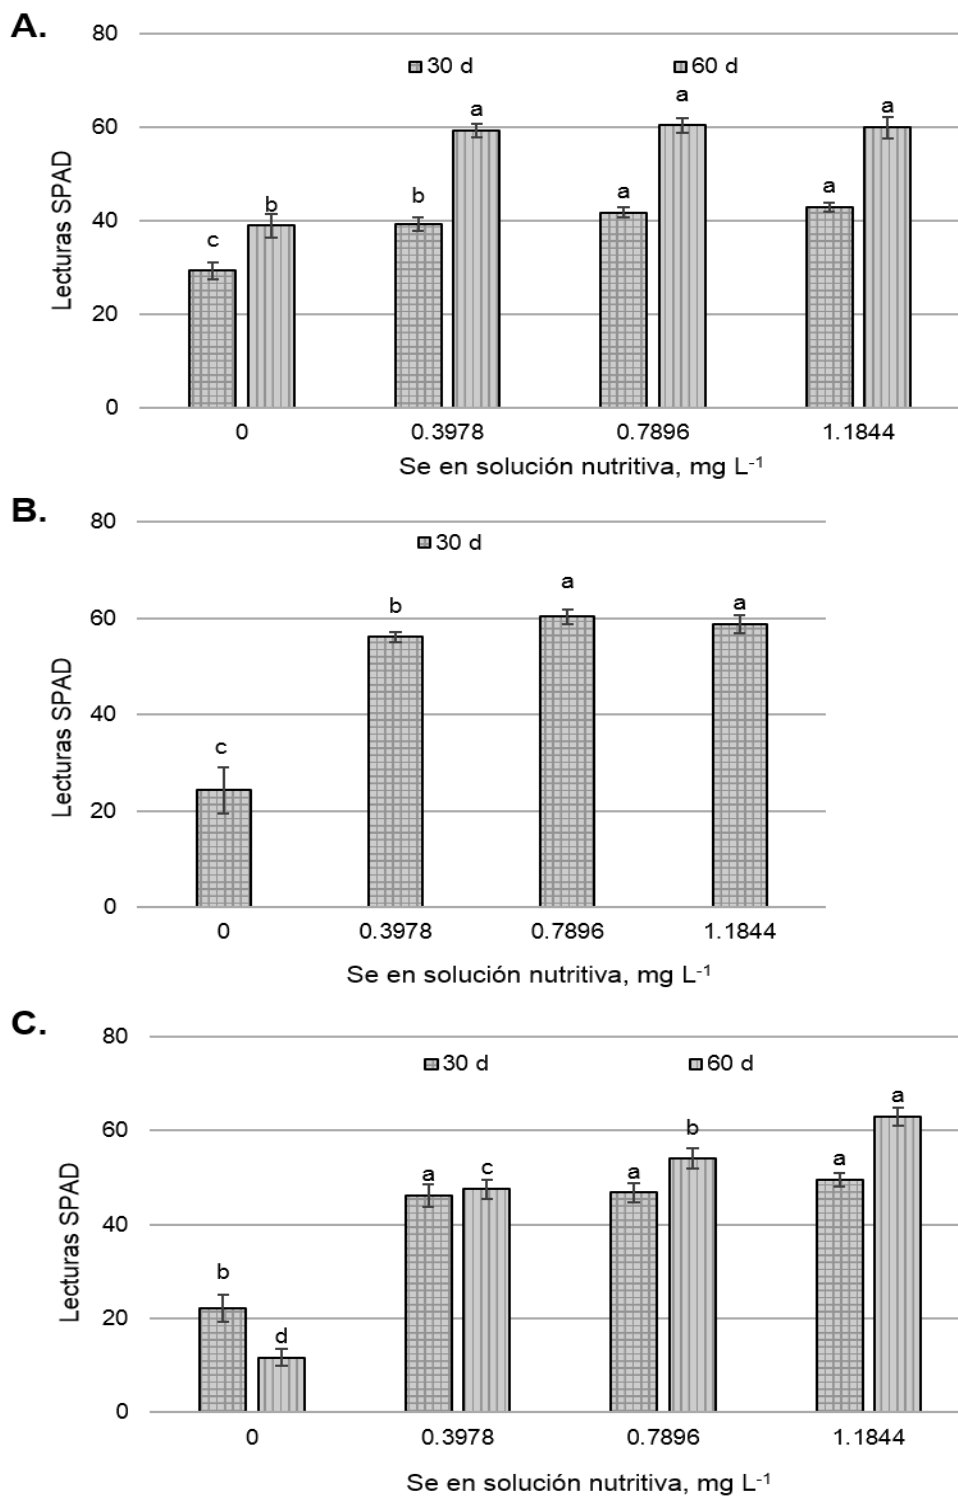 A.
80
30 d 60 d
a a a
60
b b a a
40
c
20
0
0 0.3978 0.7896 1.1844
Lecturas SPAD
Se en solución nutritiva, mg L-1
B.
80
30 d
b a a
60
40
c
20
0
0 0.3978 0.7896 1.1844
Lecturas SPAD
Se en solución nutritiva, mg L-1
C.
80
30 d 60 d
a
60
b
a c a a
40
b
20
d
0
0 0.3978 0.7896 1.1844
Lecturas SPAD
Se en solución nutritiva, mg L-1